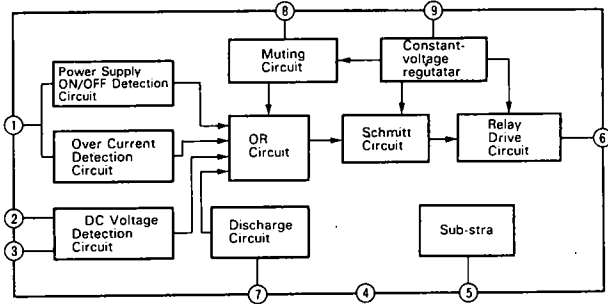 8
9
Muting
Circuit
Constant-
voltage
regutatar
Power Supply
ON/OFF Detection
Circuit
1
Over Current
Detection
Circuit
OR
Circuit
Schmitt
Circuit
Relay
Drive
Circuit
6
2
3
DC Voltage
Detection
Circuit
Discharge
Circuit
Sub-stra
7
4
5